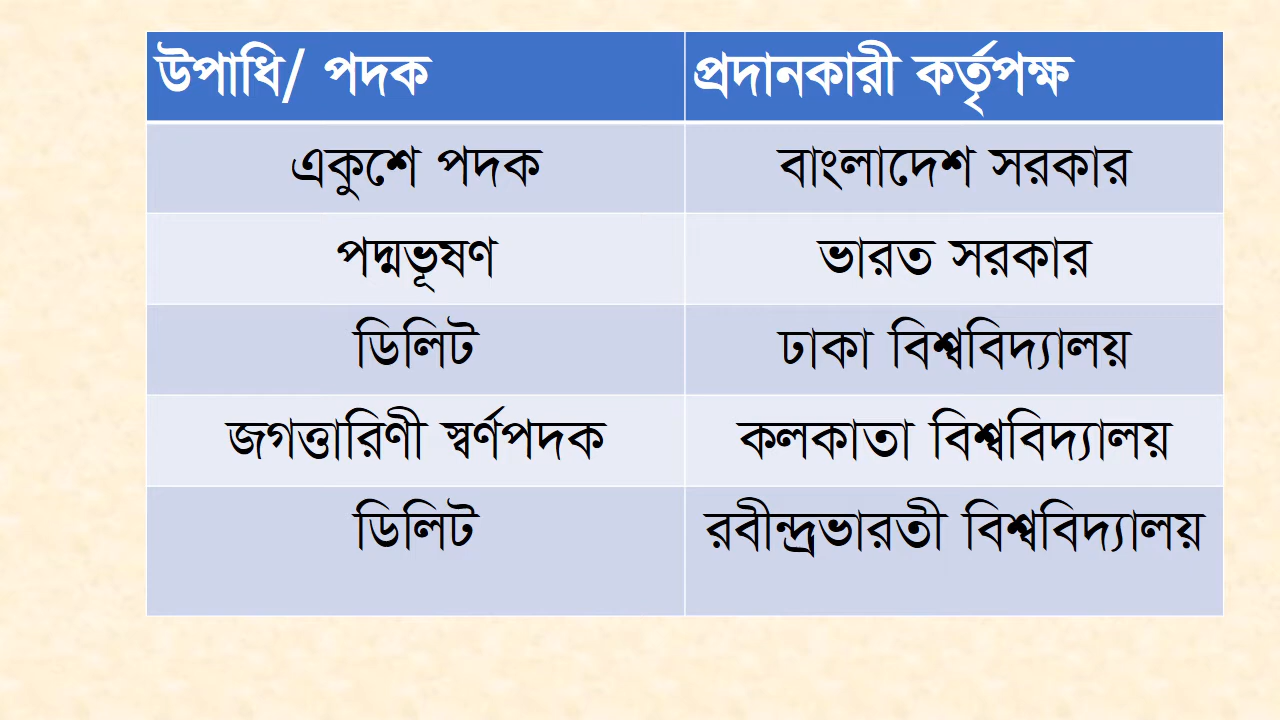 উপাধি/ পদক প্রদানকারী কর্তৃপক্ষ
একুশে পদক বাংলাদেশ সরকার
পদ্মভূষণ ভারত সরকার
ডিলিট ঢাকা বিশ্ববিদ্যালয়
জগত্তারিণী স্বর্ণপদক কলকাতা বিশ্ববিদ্যালয়
ডিলিট রবীন্দ্রভারতী বিশ্ববিদ্যালয়